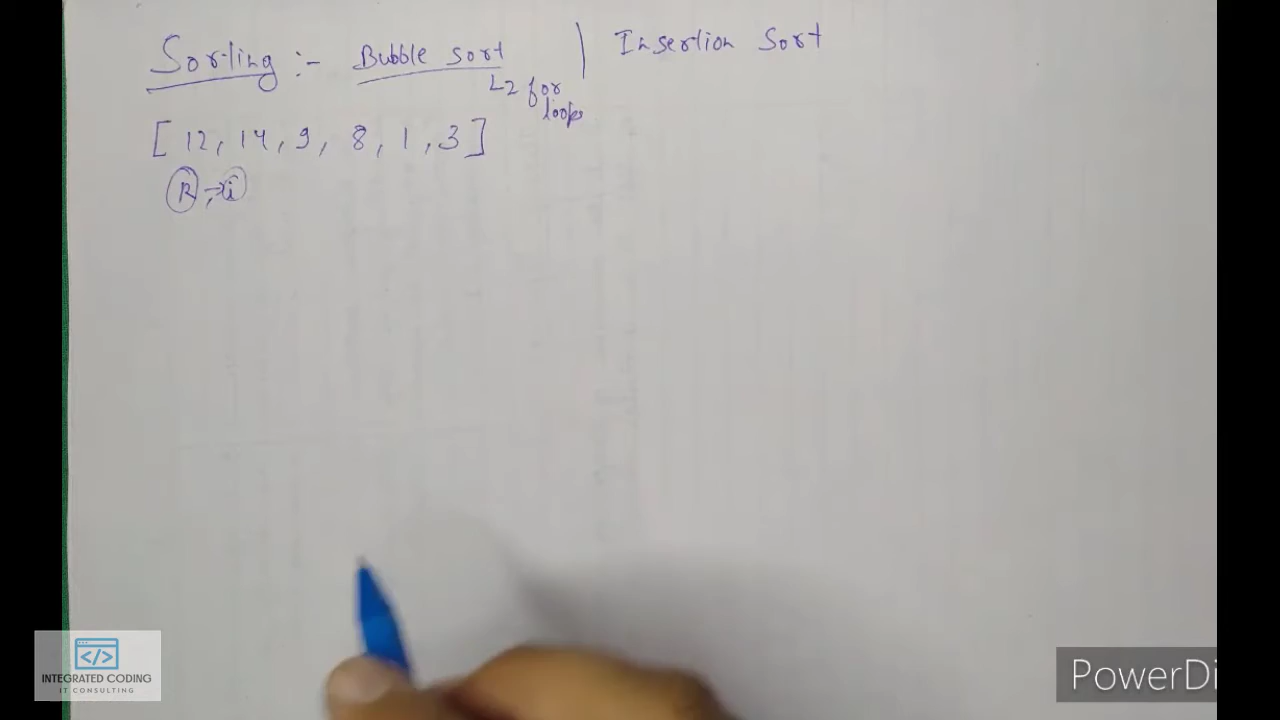 Sorting :- Bubble sort | Insertion Sort
L2 for
loops
[ 12, 14, 9, 8, 1, 3 ]
</>
INTEGRATED CODING
IT CONSULTING
PowerDi